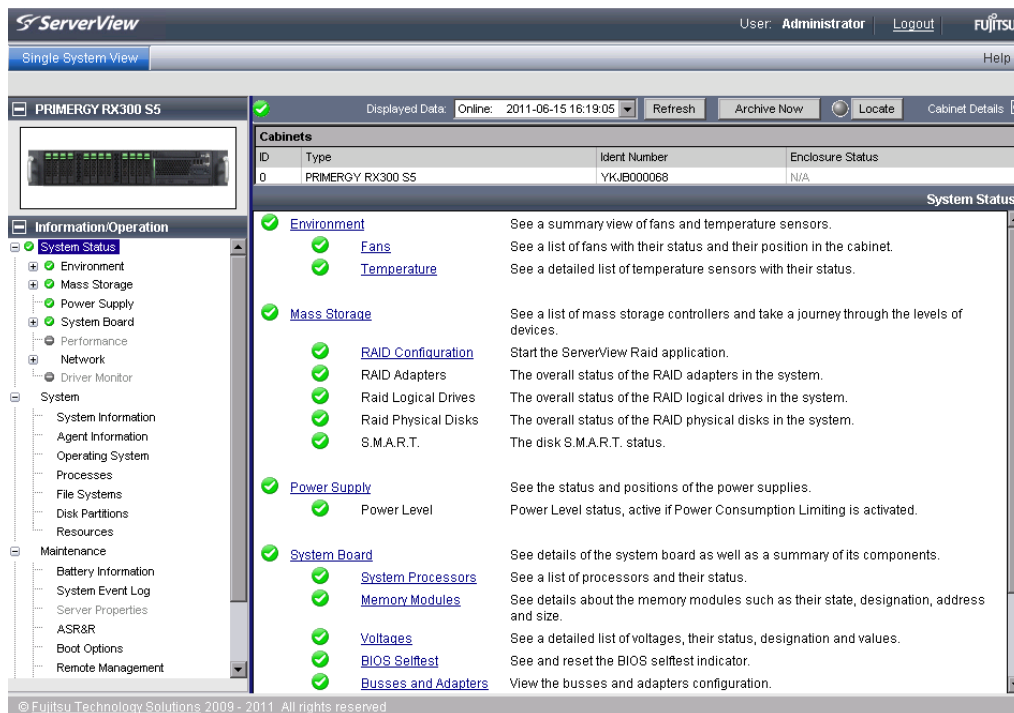 ServerView
User: Administrator Logout FUJITSU
Single System View Help
PRIMERGY RX300 S5
Displayed Data: Online: 2011-06-15 16:19:05 Refresh Archive Now Locate Cabinet Details
Cabinets
ID Type Ident Number Enclosure Status
0 PRIMERGY RX300 S5 YKJB000068 N/A
System Status
Information/Operation
System Status
Environment
Mass Storage
Power Supply
System Board
Performance
Network
Driver Monitor
System
System Information
Agent Information
Operating System
Processes
File Systems
Disk Partitions
Resources
Maintenance
Battery Information
System Event Log
Server Properties
ASR&R
Boot Options
Remote Management
Environment See a summary view of fans and temperature sensors.
Fans See a list of fans with their status and their position in the cabinet.
Temperature See a detailed list of temperature sensors with their status.
Mass Storage See a list of mass storage controllers and take a journey through the levels of
devices.
RAID Configuration Start the ServerView Raid application.
RAID Adapters The overall status of the RAID adapters in the system.
Raid Logical Drives The overall status of the RAID logical drives in the system.
Raid Physical Disks The overall status of the RAID physical disks in the system.
S.M.A.R.T. The disk S.M.A.R.T. status.
Power Supply See the status and positions of the power supplies.
Power Level Power Level status, active if Power Consumption Limiting is activated.
System Board See details of the system board as well as a summary of its components.
System Processors See a list of processors and their status.
Memory Modules See details about the memory modules such as their state, designation, address
and size.
Voltages See a detailed list of voltages, their status, designation and values.
BIOS Selftest See and reset the BIOS selftest indicator.
Busses and Adapters View the busses and adapters configuration.
© Fujitsu Technology Solutions 2009 - 2011 All rights reserved